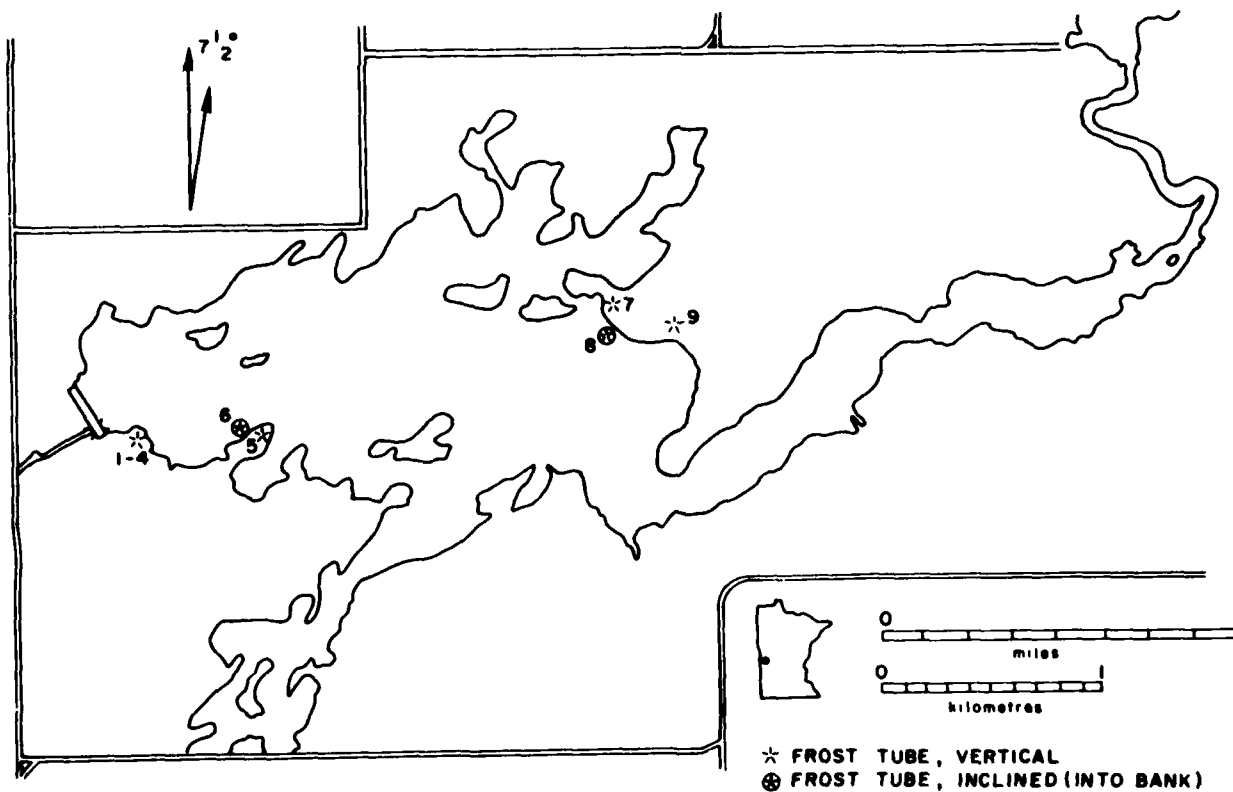 7 1/2°
7
9
8
6
5
1-4
0
miles
0 1
kilometres
FROST TUBE, VERTICAL
FROST TUBE, INCLINED (INTO BANK)